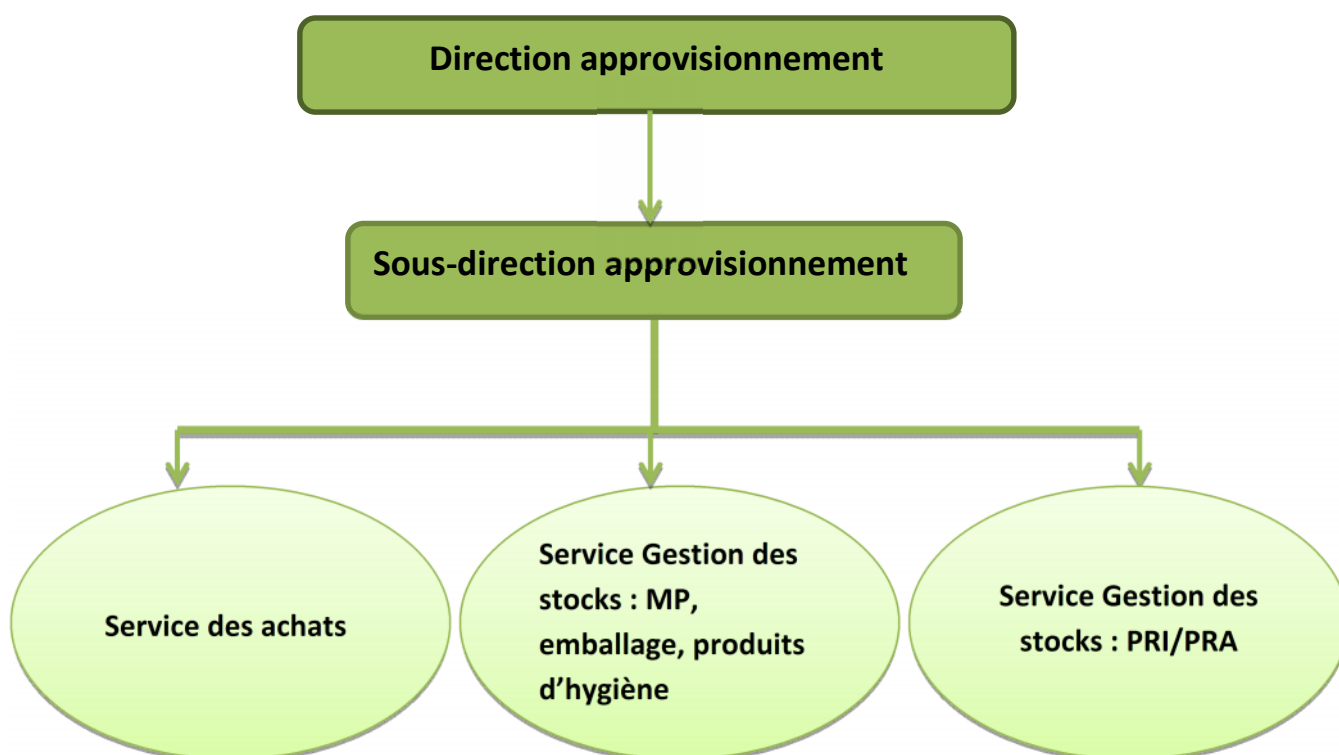 Direction approvisionnement
Sous-direction approvisionnement
Service des achats
Service Gestion des
stocks : MP,
emballage, produits
d’hygiène
Service Gestion des
stocks : PRI/PRA